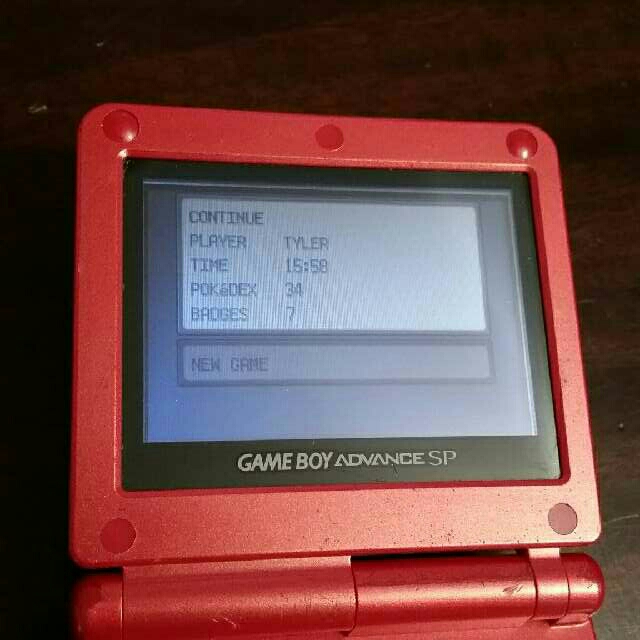 CONTINUE
PLAYER TYLER
TIME 15:58
POKéDEX 34
BADGES 7
NEW GAME
GAME BOY ADVANCE SP